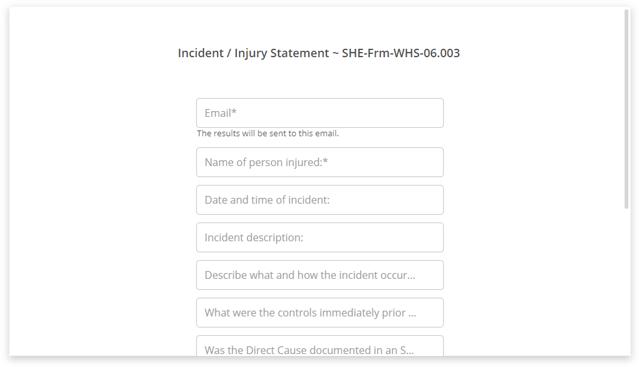 Incident / Injury Statement ~ SHE-Frm-WHS-06.003
Email*
The results will be sent to this email.
Name of person injured:*
Date and time of incident:
Incident description:
Describe what and how the incident occur...
What were the controls immediately prior ...
Was the Direct Cause documented in an S...